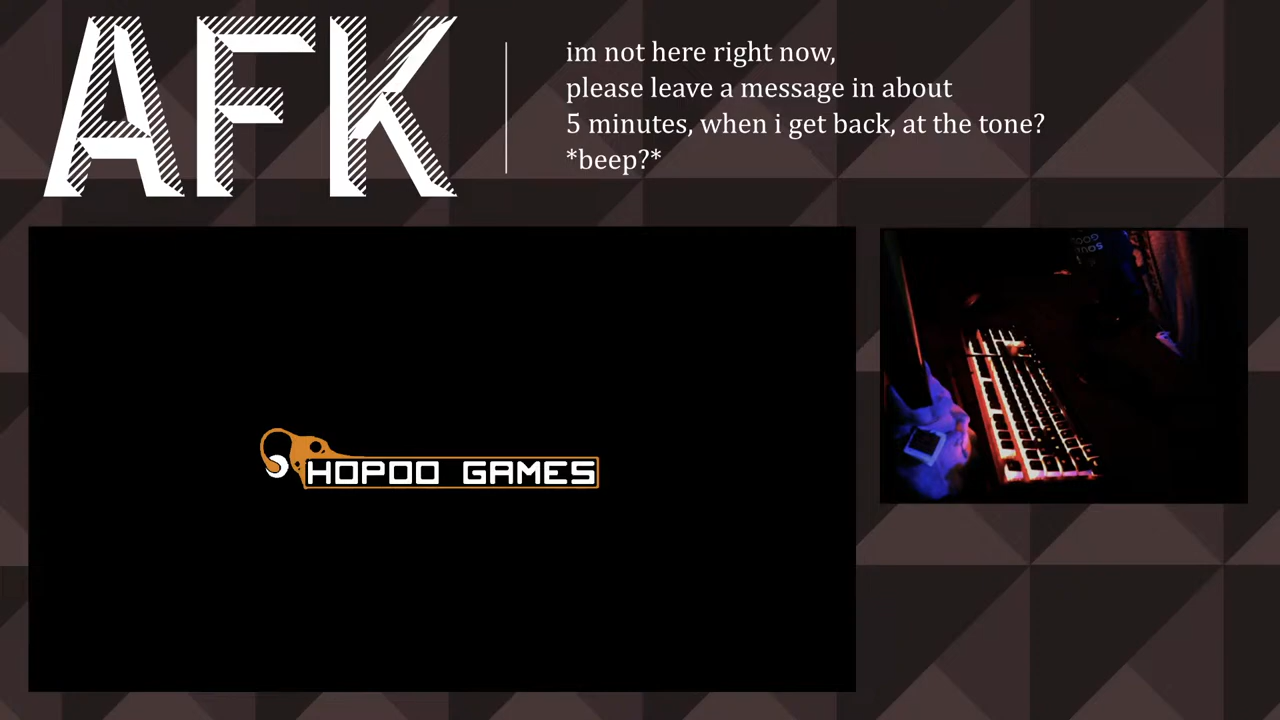 AFK
im not here right now,
please leave a message in about
5 minutes, when i get back, at the tone?
*beep?*
HOPOO GAMES